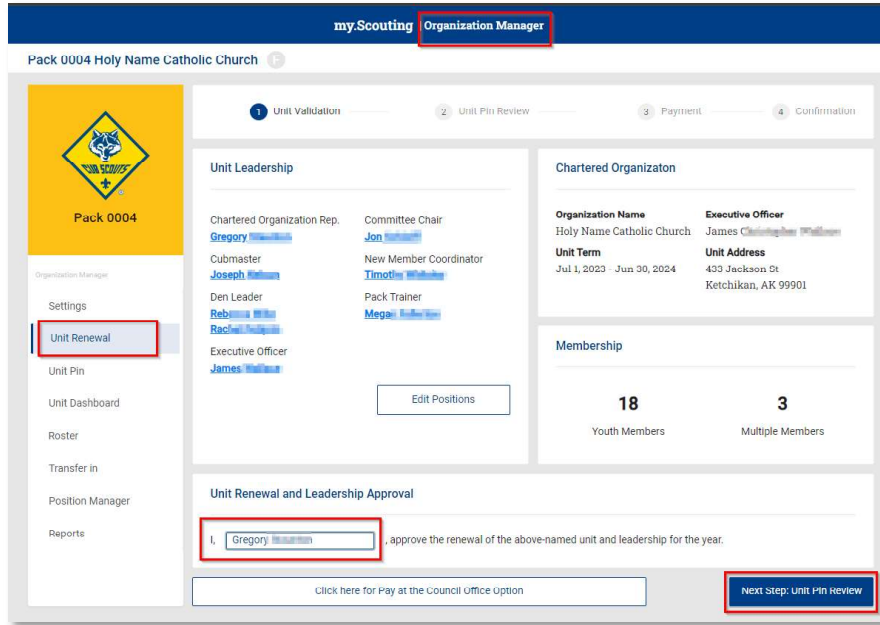 my.Scouting | Organization Manager
Pack 0004 Holy Name Catholic Church F
CUB SCOUTS
Pack 0004
Organization Manager
Settings
Unit Renewal
Unit Pin
Unit Dashboard
Roster
Transfer in
Position Manager
Reports
1 Unit Validation 2 Unit Pin Review 3 Payment 4 Confirmation
Unit Leadership
Chartered Organization Rep.
Gregory
Cubmaster
Joseph
Den Leader
Executive Officer
James
Committee Chair
Jon
New Member Coordinator
Pack Trainer
Edit Positions
Chartered Organizaton
Organization Name
Holy Name Catholic Church
Unit Term
Jul 1, 2023 - Jun 30, 2024
Executive Officer
James
Unit Address
433 Jackson St
Ketchikan, AK 99901
Membership
18
Youth Members
3
Multiple Members
Unit Renewal and Leadership Approval
I, Gregory , approve the renewal of the above-named unit and leadership for the year.
Click here for Pay at the Council Office Option
Next Step: Unit Pin Review